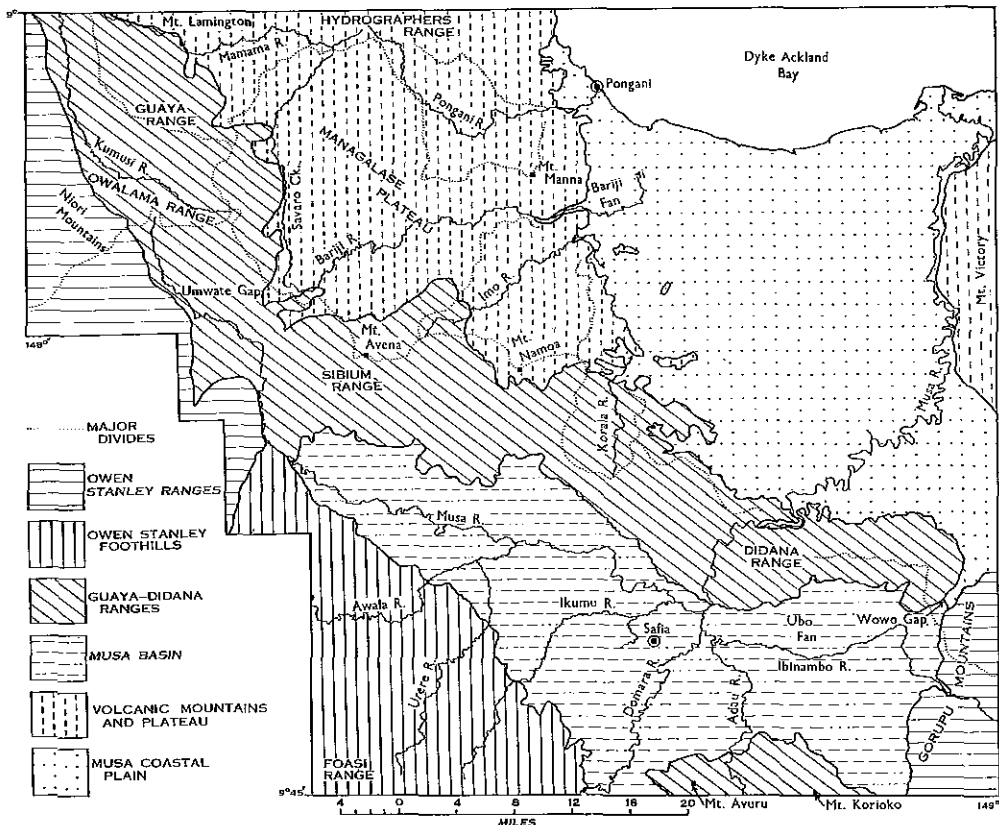 9°
Mt. Lamington
HYDROGRAPHERS
RANGE
Mamama R.
Dyke Ackland
Bay
Pongani
GUAYA
RANGE
Pongani R.
MANAGALASE
PLATEAU
Mt.
Manna
Bariji
Fan
Kumusi R.
OWALAMA RANGE
Niori
Mountains
Savaro Ck.
Bariji R.
Umwate Gap
Imo R.
Mt. Victory
148°
Mt.
Avena
Mt.
Namoa
SIBIUM
RANGE
Korala R.
Musa R.
Musa R.
DIDANA
RANGE
Awala R.
Ikumu R.
Safia
Ubo
Fan
Wowo Gap
Ibinambo R.
Urere R.
Domara R.
Adau R.
GORUPU
MOUNTAINS
FOASI
RANGE
9°45'
149°
Mt. Avuru
Mt. Korioko
MAJOR
DIVIDES
OWEN
STANLEY RANGES
OWEN STANLEY
FOOTHILLS
GUAYA-DIDANA
RANGES
MUSA BASIN
VOLCANIC MOUNTAINS
AND PLATEAU
MUSA COASTAL
PLAIN
4 0 4 8 12 16 20
MILES